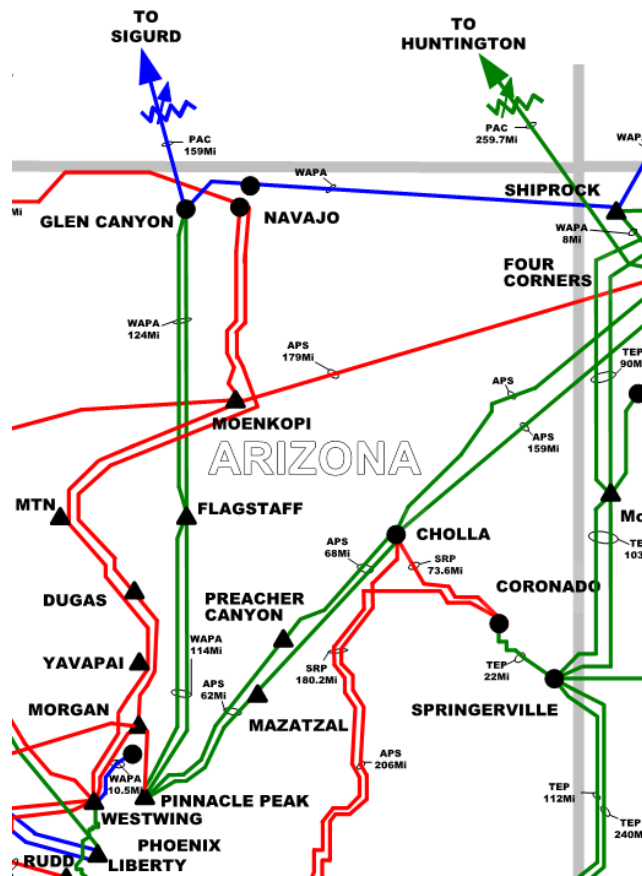 TO
SIGURD
TO
HUNTINGTON
PAC
159Mi
PAC
259.7Mi
WAPA
WAPA
SHIPROCK
GLEN CANYON
NAVAJO
WAPA
8Mi
FOUR
CORNERS
WAPA
124Mi
APS
179Mi
APS
TEP
90Mi
MOENKOPI
APS
159Mi
ARIZONA
MTN
FLAGSTAFF
CHOLLA
APS
68Mi
SRP
73.6Mi
CORONADO
DUGAS
PREACHER
CANYON
YAVAPAI
WAPA
114Mi
SRP
180.2Mi
TEP
22Mi
APS
62Mi
MORGAN
MAZATZAL
SPRINGERVILLE
APS
206Mi
WAPA
10.5Mi
PINNACLE PEAK
WESTWING
TEP
112Mi
TEP
PHOENIX
LIBERTY
RUDD